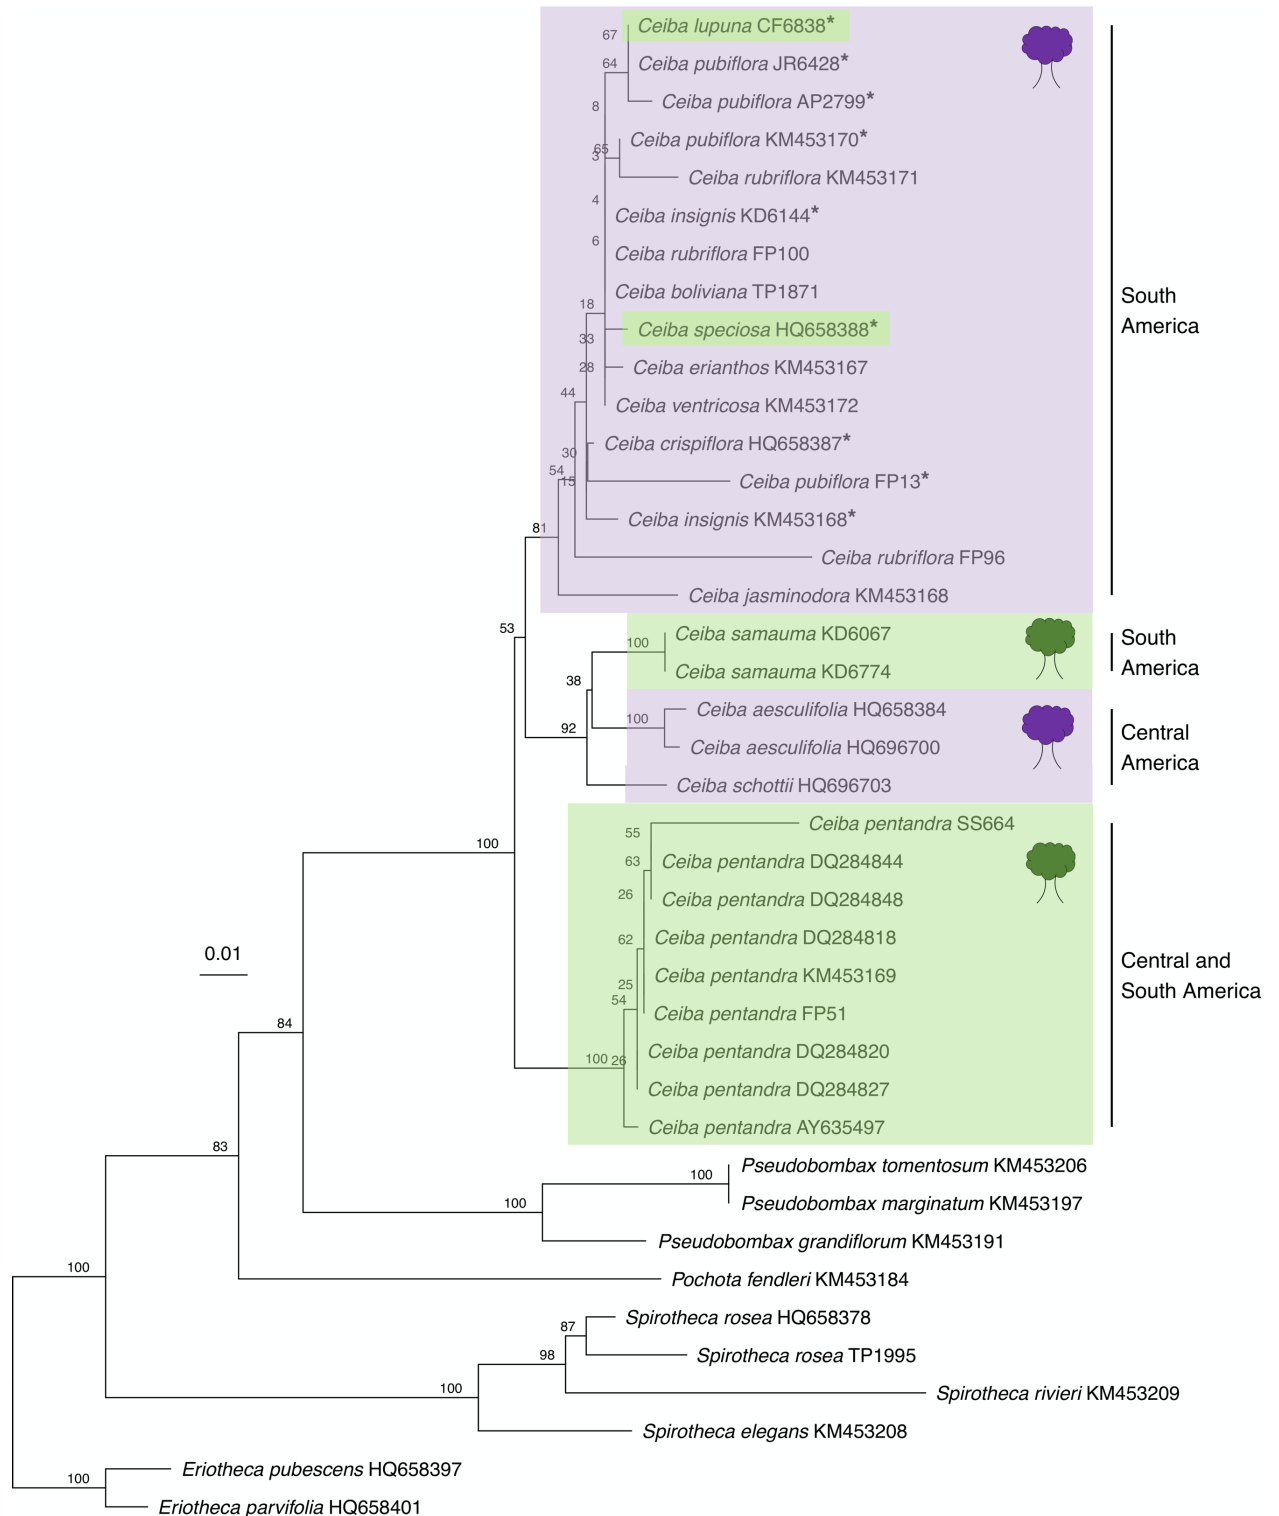 Ceiba lupuna CF6838*
67
Ceiba pubiflora JR6428*
64
Ceiba pubiflora AP2799*
8
Ceiba pubiflora KM453170*
65
3
Ceiba rubriflora KM453171
4
Ceiba insignis KD6144*
6
Ceiba rubriflora FP100
Ceiba boliviana TP1871
18
South
America
Ceiba speciosa HQ658388*
33
Ceiba erianthos KM453167
28
44
Ceiba ventricosa KM453172
Ceiba crispiflora HQ658387*
30
54
15
Ceiba pubiflora FP13*
Ceiba insignis KM453168*
81
Ceiba rubriflora FP96
Ceiba jasminodora KM453168
53
Ceiba samauma KD6067
100
South
America
Ceiba samauma KD6774
38
Ceiba aesculifolia HQ658384
100
92
Central
America
Ceiba aesculifolia HQ696700
Ceiba schottii HQ696703
Ceiba pentandra SS664
55
100
63
Ceiba pentandra DQ284844
26
Ceiba pentandra DQ284848
62
Ceiba pentandra DQ284818
0.01
Central and
South America
Ceiba pentandra KM453169
25
54
Ceiba pentandra FP51
84
Ceiba pentandra DQ284820
100
26
Ceiba pentandra DQ284827
Ceiba pentandra AY635497
83
Pseudobombax tomentosum KM453206
100
Pseudobombax marginatum KM453197
100
Pseudobombax grandiflorum KM453191
100
Pochota fendleri KM453184
Spirotheca rosea HQ658378
87
Spirotheca rosea TP1995
98
Spirotheca rivieri KM453209
100
Spirotheca elegans KM453208
Eriotheca pubescens HQ658397
100
Eriotheca parvifolia HQ658401